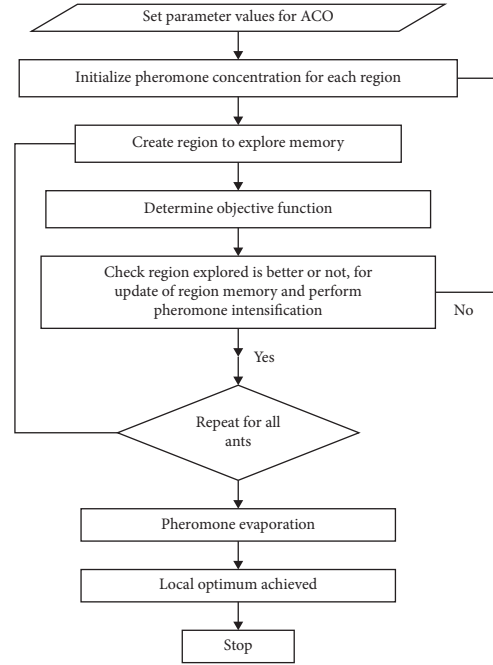 Set parameter values for ACO
Initialize pheromone concentration for each region
Create region to explore memory
Determine objective function
Check region explored is better or not, for
update of region memory and perform
pheromone intensification
No
Yes
Repeat for all
ants
Pheromone evaporation
Local optimum achieved
Stop